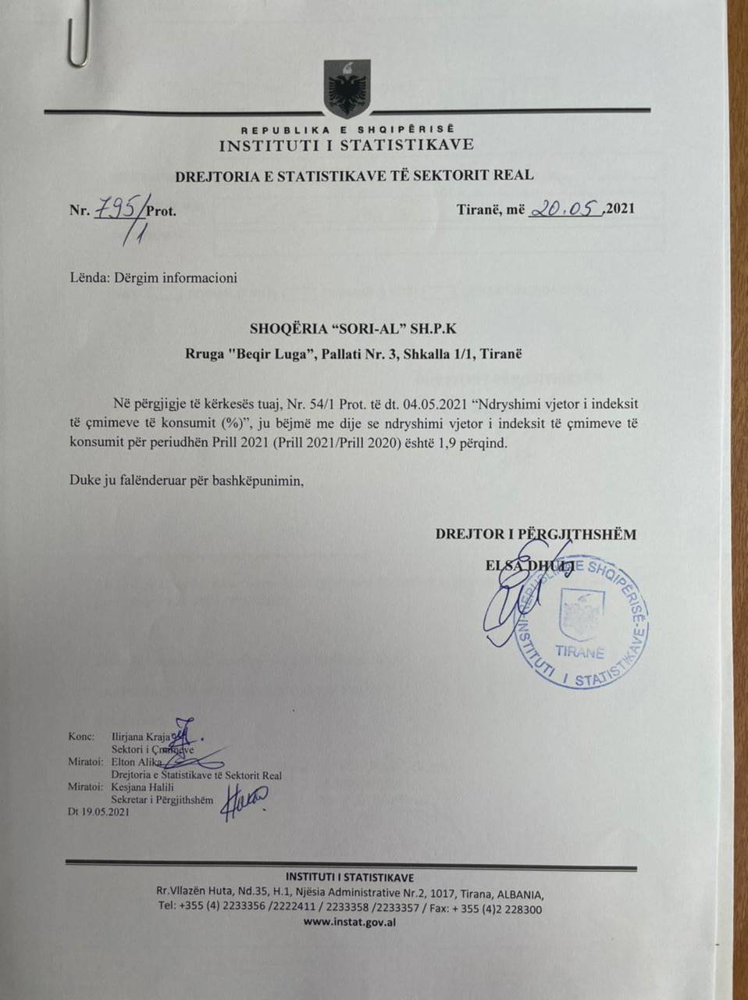 REPUBLIKA E SHQIPËRISË
INSTITUTI I STATISTIKAVE
DREJTORIA E STATISTIKAVE TË SEKTORIT REAL
Nr. 795/1 Prot. Tiranë, më 20.05.2021
Lënda: Dërgim informacioni
SHOQËRIA “SORI-AL” SH.P.K
Rruga "Beqir Luga”, Pallati Nr. 3, Shkalla 1/1, Tiranë
Në përgjigje të kërkesës tuaj, Nr. 54/1 Prot. të dt. 04.05.2021 “Ndryshimi vjetor i indeksit
të çmimeve të konsumit (%)”, ju bëjmë me dije se ndryshimi vjetor i indeksit të çmimeve të
konsumit për periudhën Prill 2021 (Prill 2021/Prill 2020) është 1,9 përqind.
Duke ju falënderuar për bashkëpunimin,
DREJTOR I PËRGJITHSHËM
ELSA DHULI
REPUBLIKA E SHQIPËRISË-
INSTITUTI I STATISTIKAVE
TIRANË
Konc: Ilirjana Kraja
Sektori i Çmimeve
Miratoi: Elton Alika
Drejtoria e Statistikave të Sektorit Real
Miratoi: Kesjana Halili
Sekretar i Përgjithshëm
Dt 19.05.2021
INSTITUTI I STATISTIKAVE
Rr.Vllazën Huta, Nd.35, H.1, Njësia Administrative Nr.2, 1017, Tirana, ALBANIA,
Tel: +355 (4) 2233356 /2222411 / 2233358 /2233357 / Fax: + 355 (4)2 228300
www.instat.gov.al